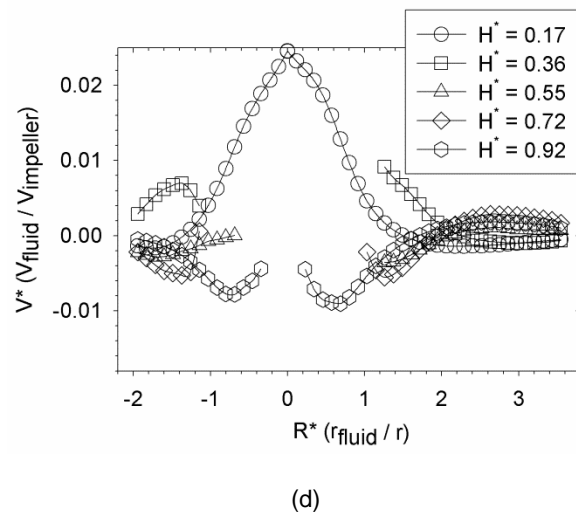 H* = 0.17
H* = 0.36
H* = 0.55
H* = 0.72
H* = 0.92
0.02
0.01
0.00
-0.01
V* (Vfluid / Vimpeller)
-2 -1 0 1 2 3
R* (rfluid / r)
(d)